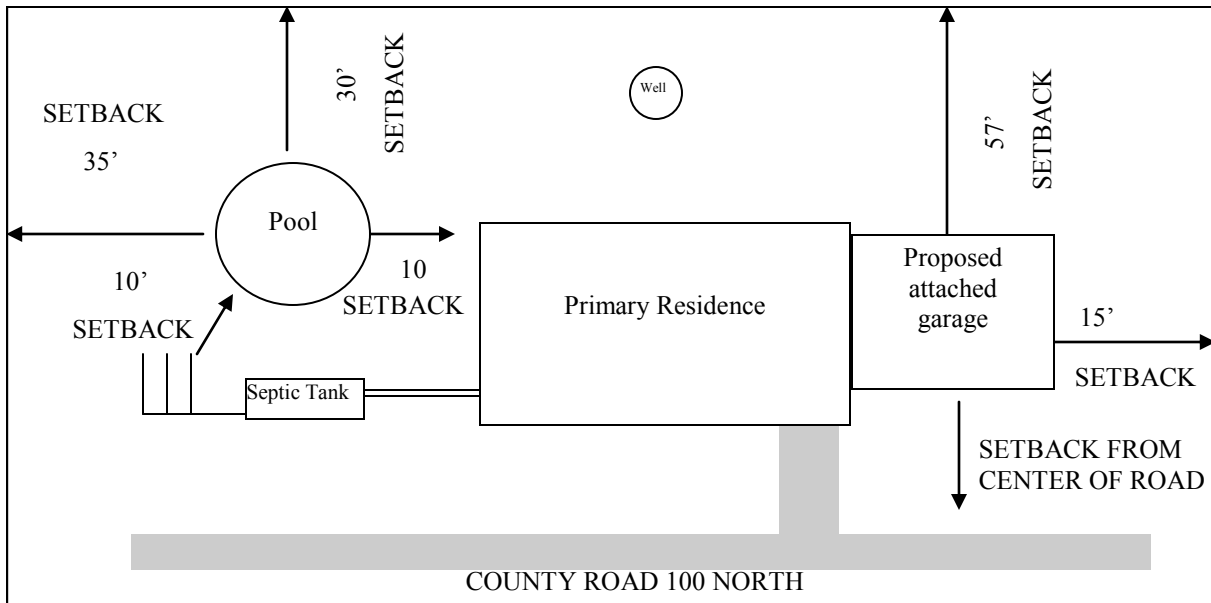 SETBACK
35’
30’
SETBACK
Well
57’
SETBACK
Pool
10’
SETBACK
10
SETBACK
Primary Residence
Proposed
attached
garage
15’
SETBACK
Septic Tank
SETBACK FROM
CENTER OF ROAD
COUNTY ROAD 100 NORTH